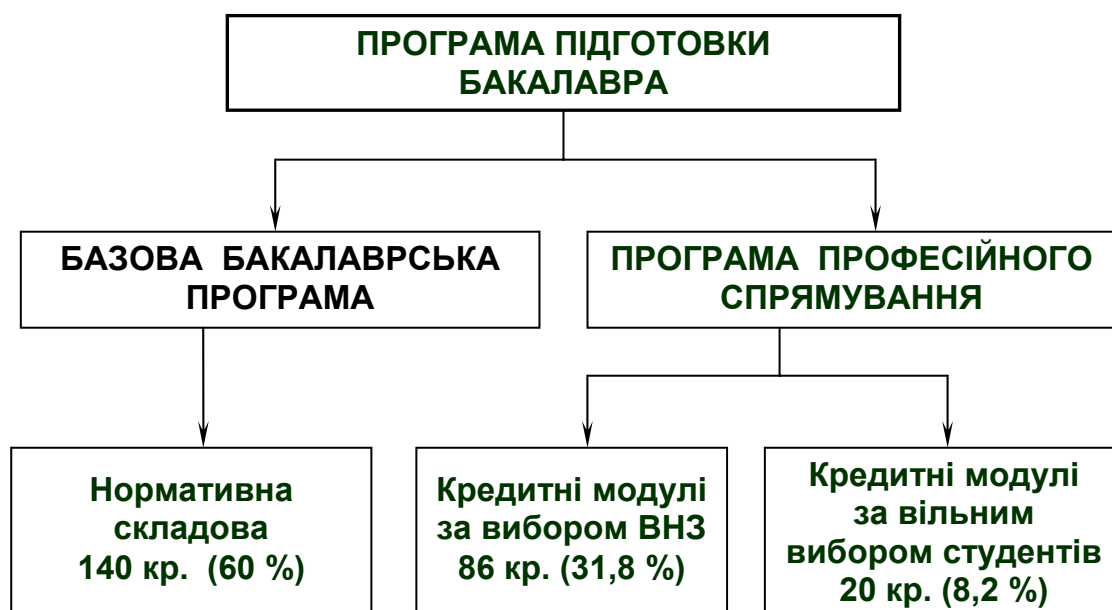 ПРОГРАМА ПІДГОТОВКИ
БАКАЛАВРА
БАЗОВА БАКАЛАВРСЬКА
ПРОГРАМА
ПРОГРАМА ПРОФЕСІЙНОГО
СПРЯМУВАННЯ
Нормативна
складова
140 кр. (60 %)
Кредитні модулі
за вибором ВНЗ
86 кр. (31,8 %)
Кредитні модулі
за вільним
вибором студентів
20 кр. (8,2 %)